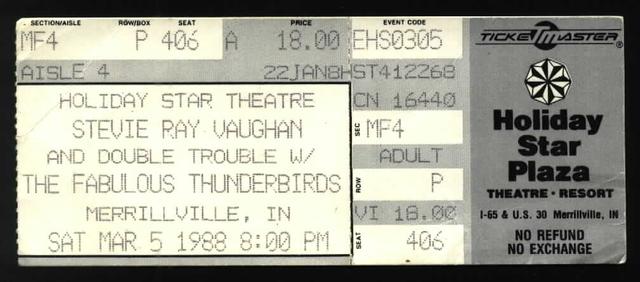 SECTION/AISLE ROW/BOX SEAT PRICE EVENT CODE
MF4 P 406 A 18.00 EHS0305
AISLE 4 22JAN8HST412268
HOLIDAY STAR THEATRE
STEVIE RAY VAUGHAN
AND DOUBLE TROUBLE W/
THE FABULOUS THUNDERBIRDS
MERRILLVILLE, IN
SAT MAR 5 1988 8:00 PM
CN 16440
SEC MF4
ADULT
ROW P
VI 18.00
SEAT 406
TICKETMASTER®
Holiday
Star
Plaza
THEATRE • RESORT
I-65 & U.S. 30 Merrillville, IN
NO REFUND
NO EXCHANGE